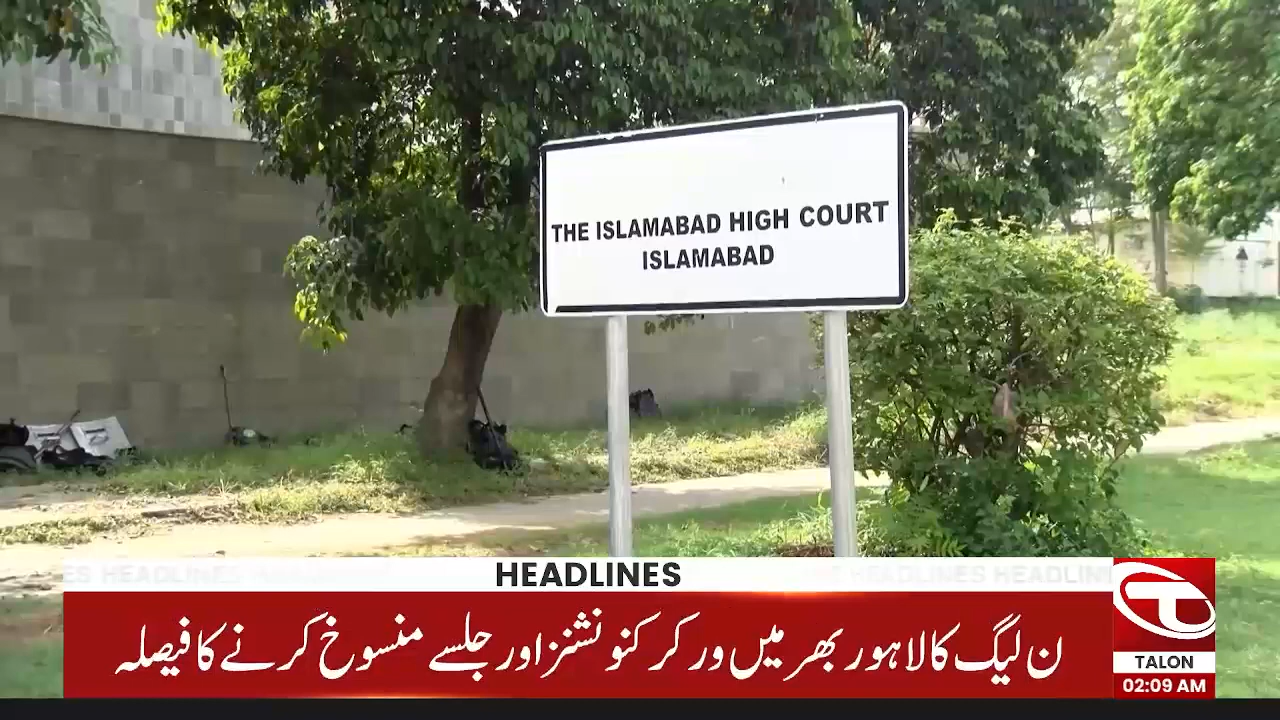 THE ISLAMABAD HIGH COURT
ISLAMABAD
HEADLINES
ن لیگ کا لاہور بھر میں ورکر کنونشنز اور جلسے منسوخ کرنے کا فیصلہ
TALON
02:09 AM